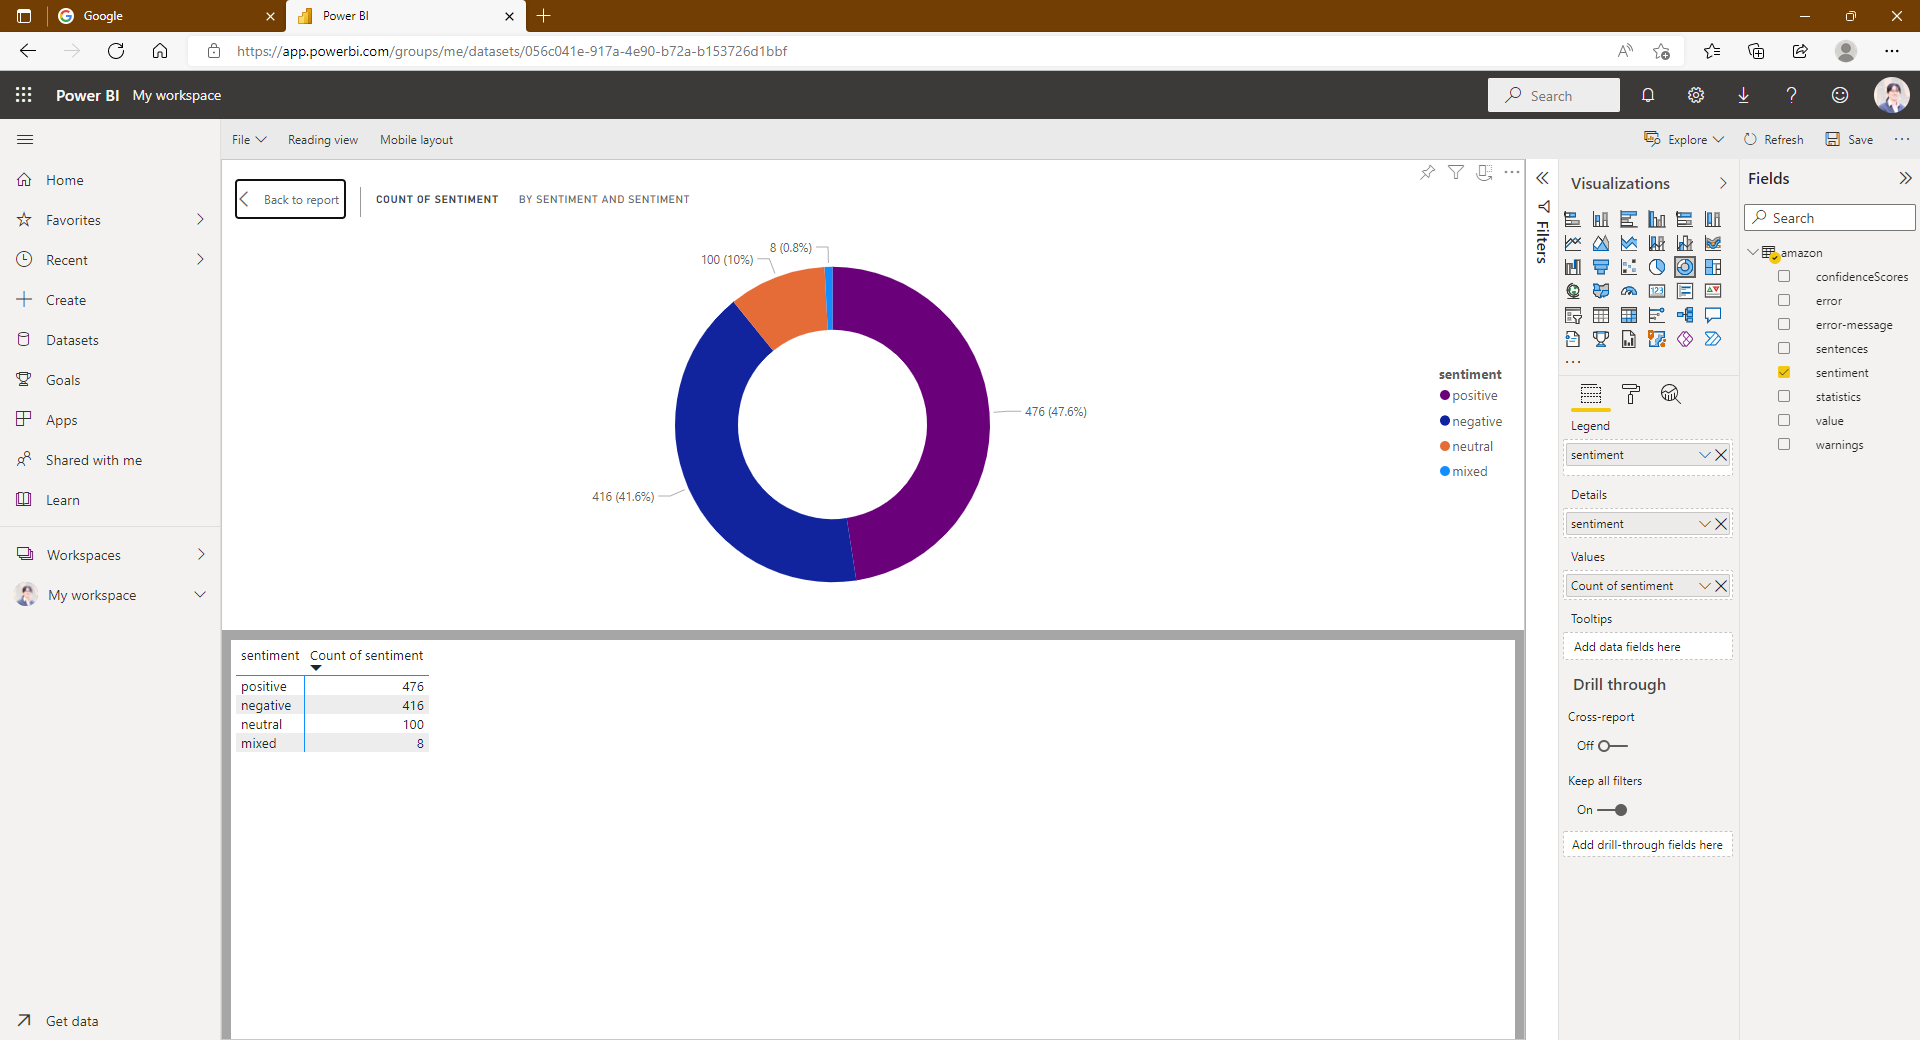 Google
Power BI
https://app.powerbi.com/groups/me/datasets/056c041e-917a-4e90-b72a-b153726d1bbf
Power BI My workspace
Search
File Reading view Mobile layout
Explore Refresh Save
Home
Favorites
Recent
Create
Datasets
Goals
Apps
Shared with me
Learn
Workspaces
My workspace
Get data
Back to report
COUNT OF SENTIMENT BY SENTIMENT AND SENTIMENT
8 (0.8%)
100 (10%)
476 (47.6%)
416 (41.6%)
sentiment
positive
negative
neutral
mixed
sentiment Count of sentiment
positive 476
negative 416
neutral 100
mixed 8
Filters
Visualizations
123
Legend
sentiment
Details
sentiment
Values
Count of sentiment
Tooltips
Add data fields here
Drill through
Cross-report
Off
Keep all filters
On
Add drill-through fields here
Fields
Search
amazon
confidenceScores
error
error-message
sentences
sentiment
statistics
value
warnings